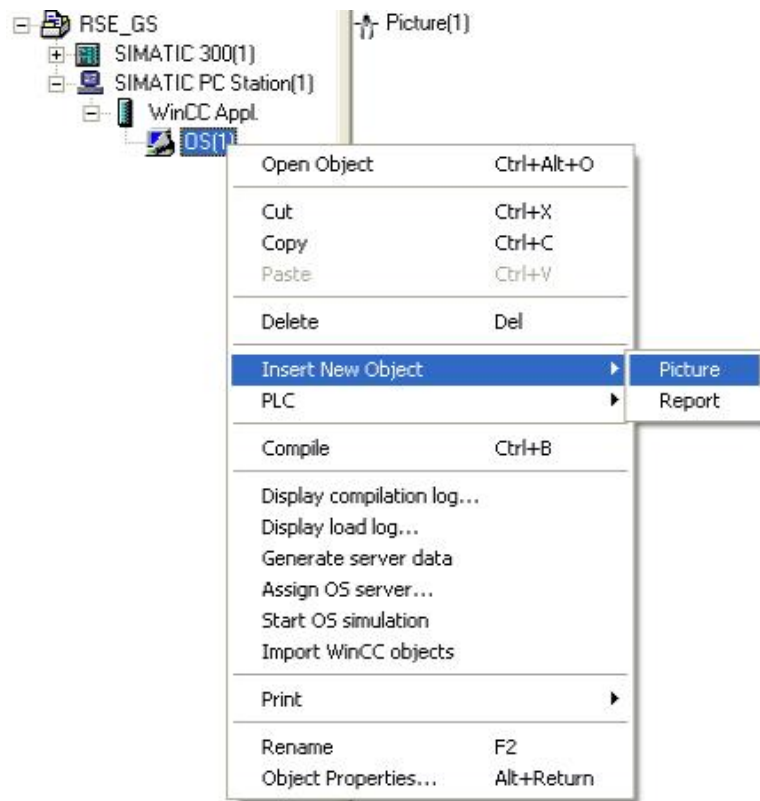 RSE_GS
Picture(1)
SIMATIC 300(1)
SIMATIC PC Station(1)
WinCC Appl.
OS(1)
Open Object Ctrl+Alt+O
Cut Ctrl+X
Copy Ctrl+C
Paste Ctrl+V
Delete Del
Insert New Object
Picture
PLC
Report
Compile Ctrl+B
Display compilation log...
Display load log...
Generate server data
Assign OS server...
Start OS simulation
Import WinCC objects
Print
Rename F2
Object Properties... Alt+Return